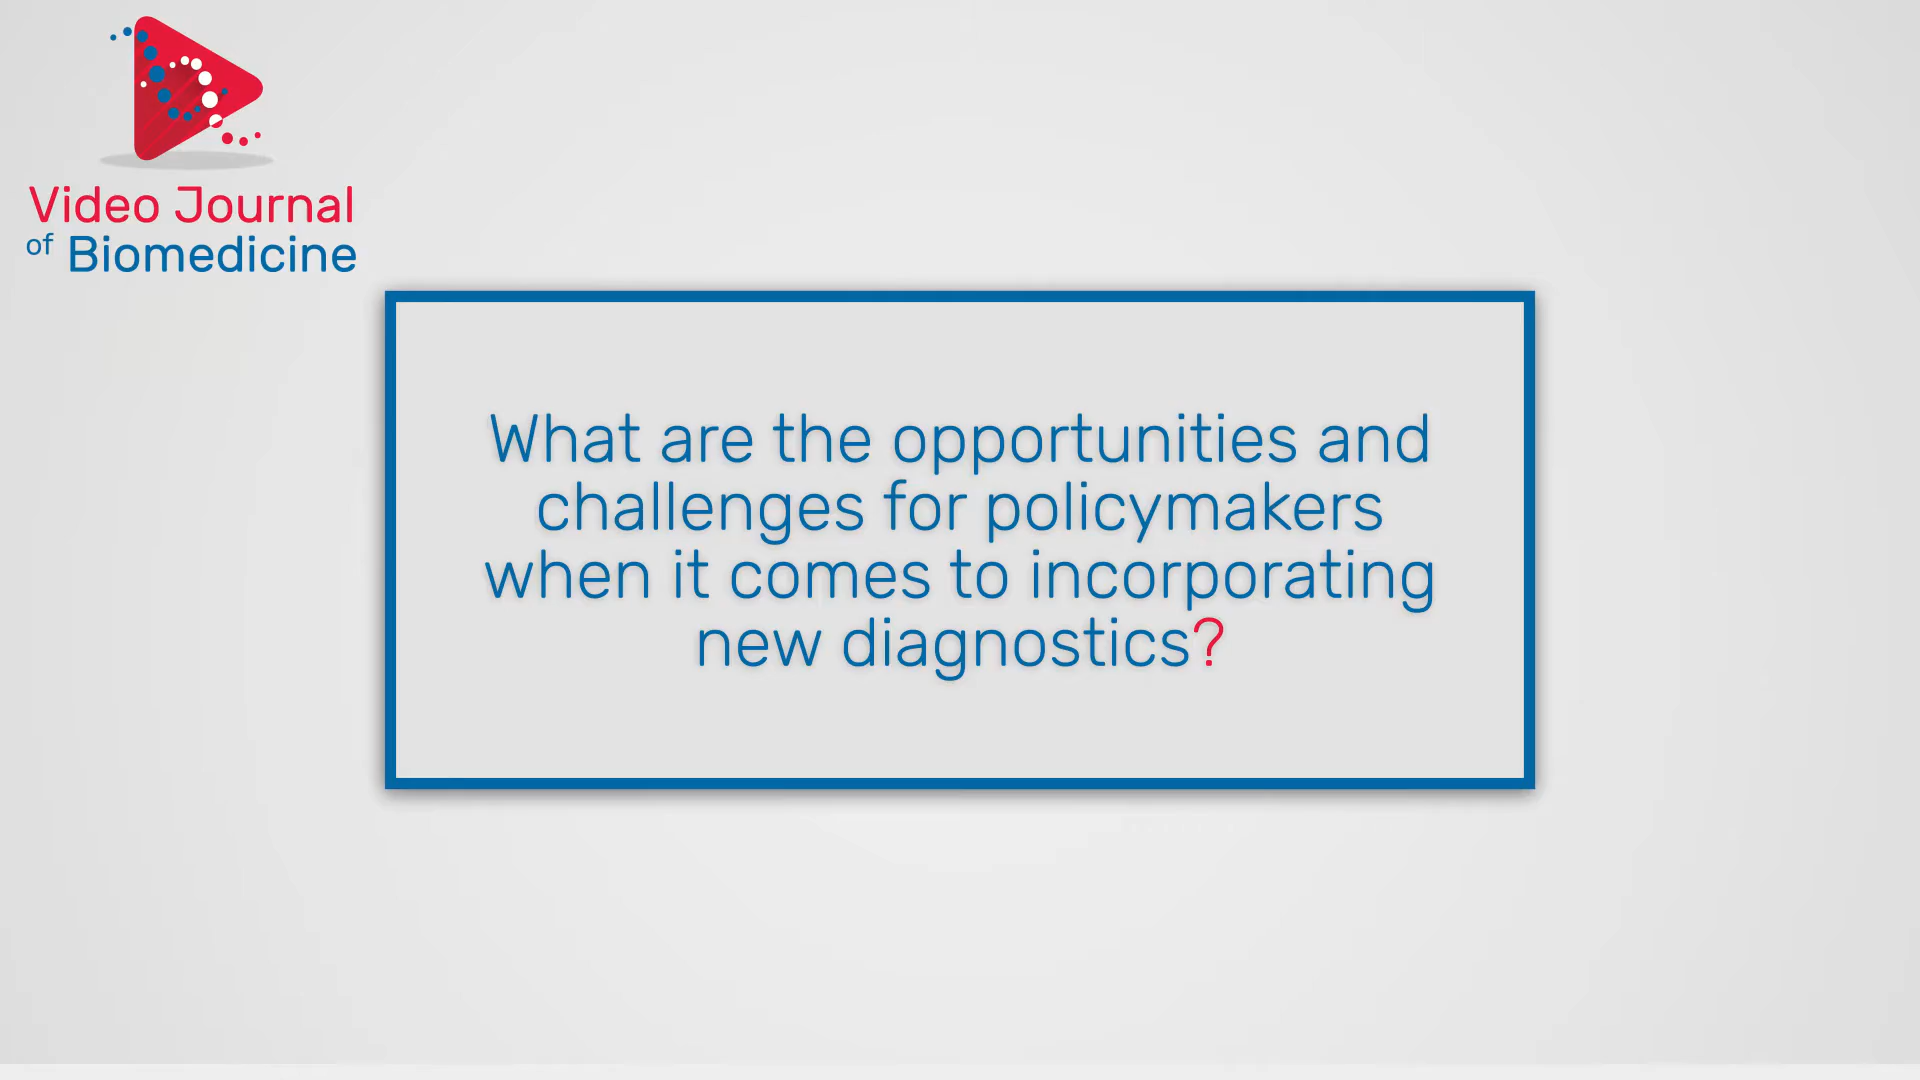 Video Journal
of Biomedicine
What are the opportunities and
challenges for policymakers
when it comes to incorporating
new diagnostics?